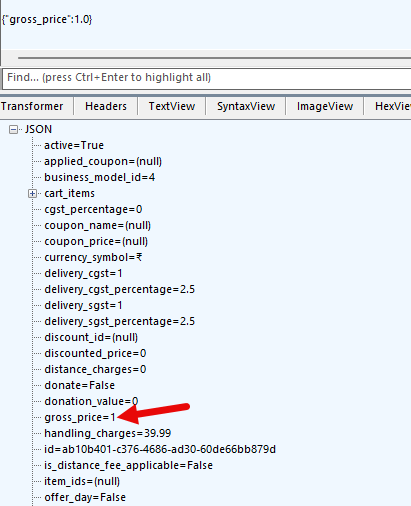 {"gross_price":1.0}
Find... (press Ctrl+Enter to highlight all)
Transformer Headers TextView SyntaxView ImageView HexVie
JSON
active=True
applied_coupon=(null)
business_model_id=4
cart_items
cgst_percentage=0
coupon_name=(null)
coupon_price=(null)
currency_symbol=₹
delivery_cgst=1
delivery_cgst_percentage=2.5
delivery_sgst=1
delivery_sgst_percentage=2.5
discount_id=(null)
discounted_price=0
distance_charges=0
donate=False
donation_value=0
gross_price=1
handling_charges=39.99
id=ab10b401-c376-4686-ad30-60de66bb879d
is_distance_fee_applicable=False
item_ids=(null)
offer_day=False